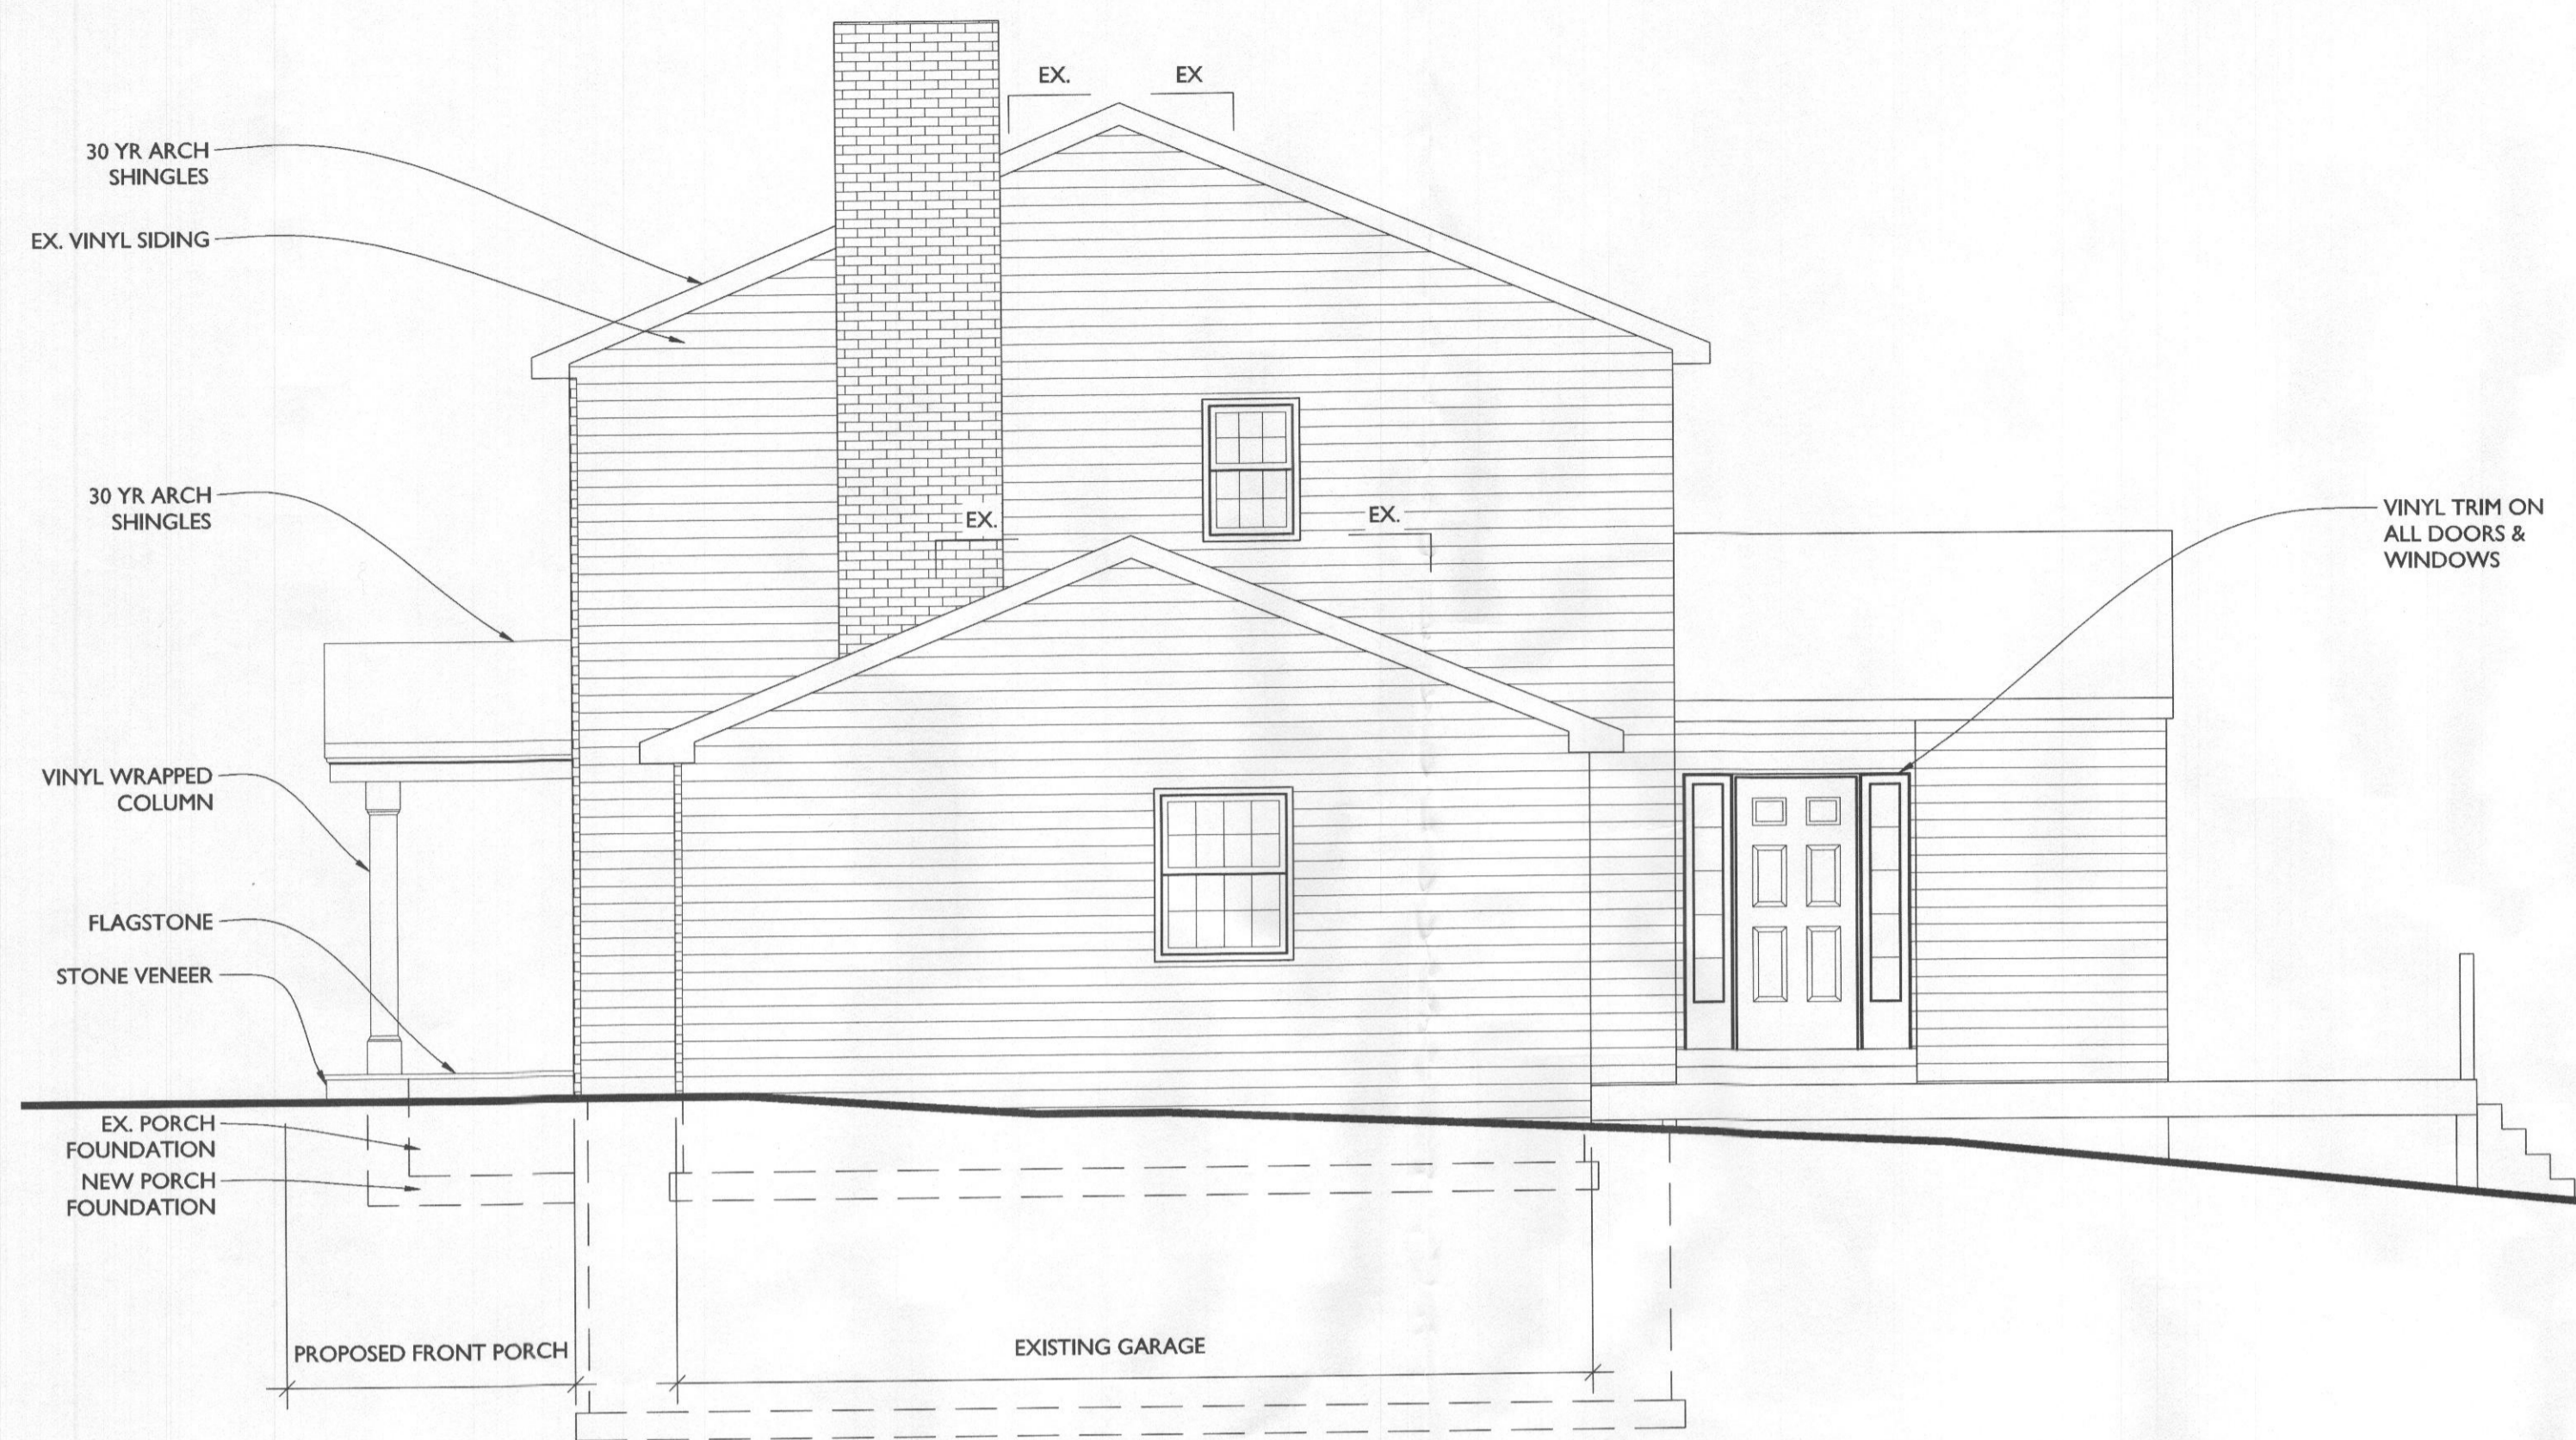 EX.
EX
30 YR ARCH
SHINGLES
EX. VINYL SIDING
30 YR ARCH
SHINGLES
EX.
EX.
VINYL TRIM ON
ALL DOORS &
WINDOWS
VINYL WRAPPED
COLUMN
FLAGSTONE
STONE VENEER
EX. PORCH
FOUNDATION
NEW PORCH
FOUNDATION
PROPOSED FRONT PORCH
EXISTING GARAGE